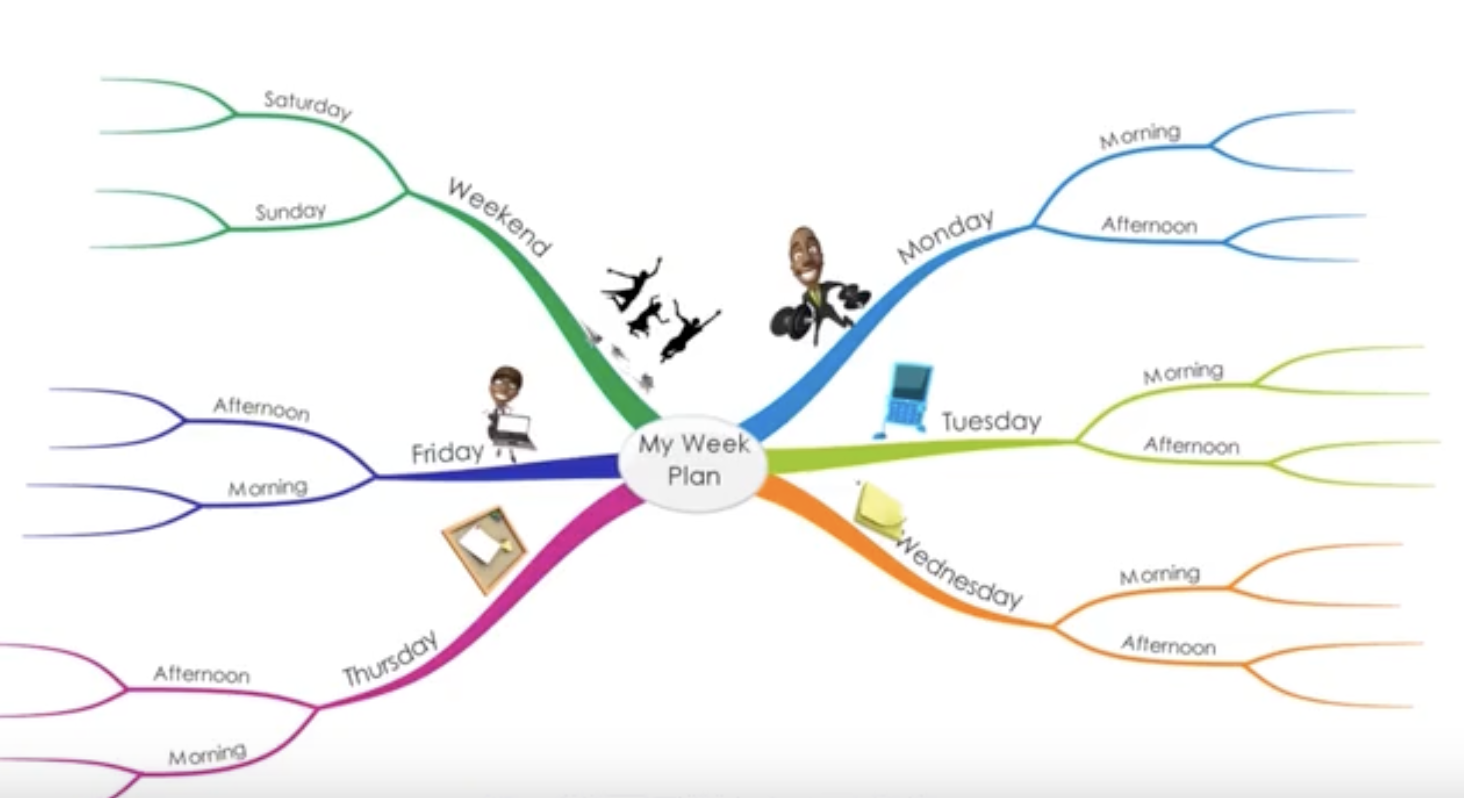 My Week
Plan
Monday
Morning
Afternoon
Tuesday
Morning
Afternoon
Wednesday
Morning
Afternoon
Thursday
Afternoon
Morning
Friday
Afternoon
Morning
Weekend
Saturday
Sunday